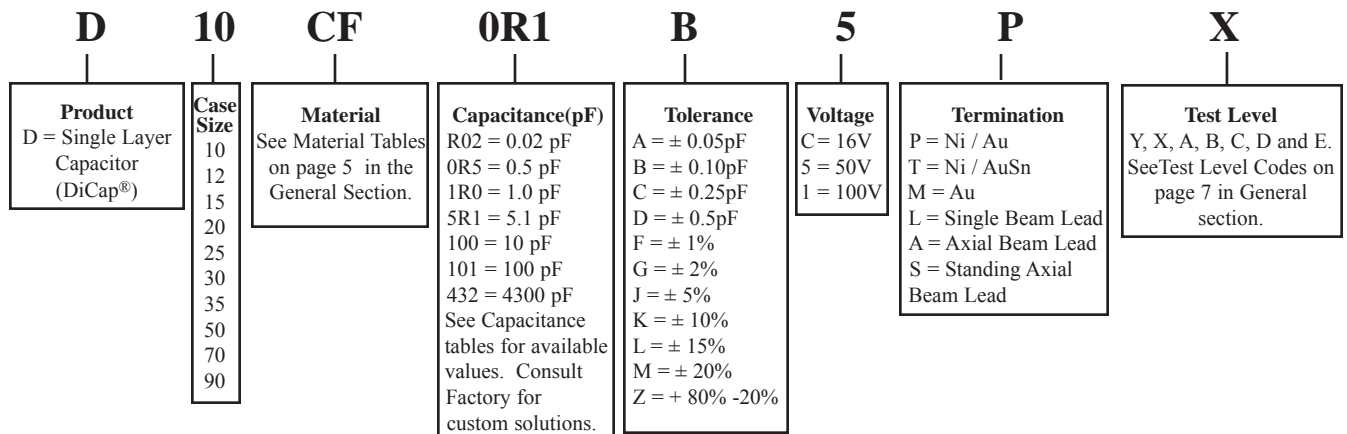 D 10 CF 0R1 B 5 P X
Product
D = Single Layer
Capacitor
(DiCap®)
Case
Size
10
12
15
20
25
30
35
50
70
90
Material
See Material Tables
on page 5 in the
General Section.
Capacitance(pF)
R02 = 0.02 pF
0R5 = 0.5 pF
1R0 = 1.0 pF
5R1 = 5.1 pF
100 = 10 pF
101 = 100 pF
432 = 4300 pF
See Capacitance
tables for available
values. Consult
Factory for
custom solutions.
Tolerance
A = ± 0.05pF
B = ± 0.10pF
C = ± 0.25pF
D = ± 0.5pF
F = ± 1%
G = ± 2%
J = ± 5%
K = ± 10%
L = ± 15%
M = ± 20%
Z = + 80% -20%
Voltage
C = 16V
5 = 50V
1 = 100V
Termination
P = Ni / Au
T = Ni / AuSn
M = Au
L = Single Beam Lead
A = Axial Beam Lead
S = Standing Axial
Beam Lead
Test Level
Y, X, A, B, C, D and E.
SeeTest Level Codes on
page 7 in General
section.